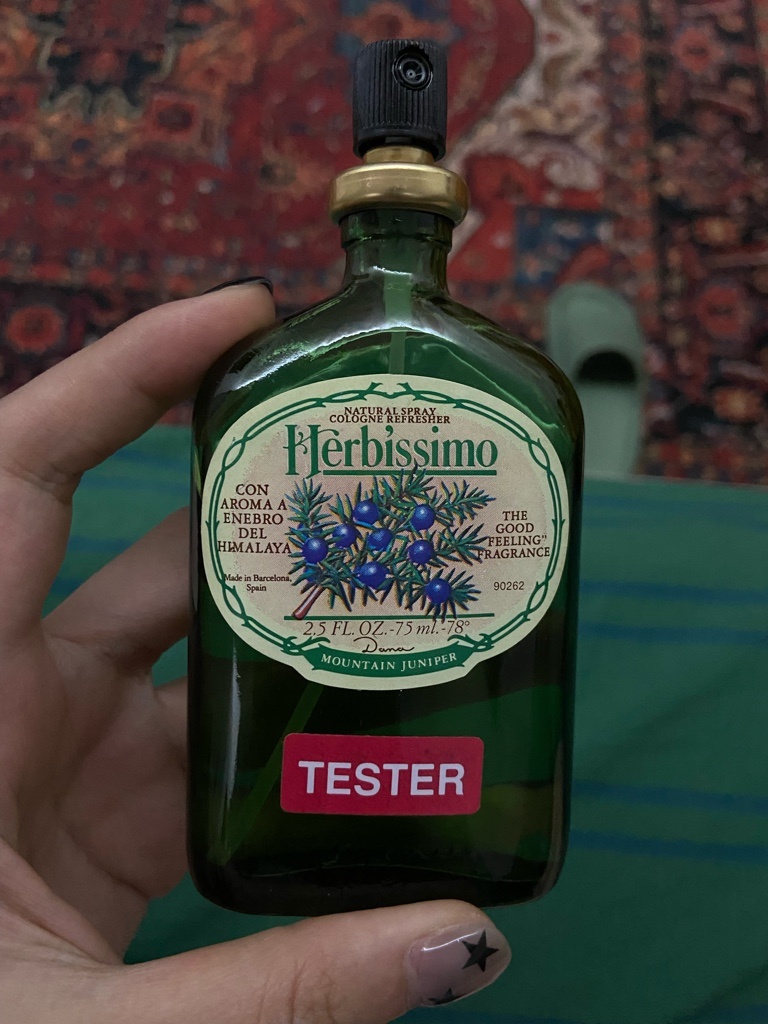 NATURAL SPRAY
COLOGNE REFRESHER
Herbissimo
CON
AROMA A
ENEBRO
DEL
HIMALAYA
THE
GOOD
FEELING"
FRAGRANCE
Made in Barcelona,
Spain
90262
2.5 FL. OZ.-75 ml.-78°
Dana
MOUNTAIN JUNIPER
TESTER